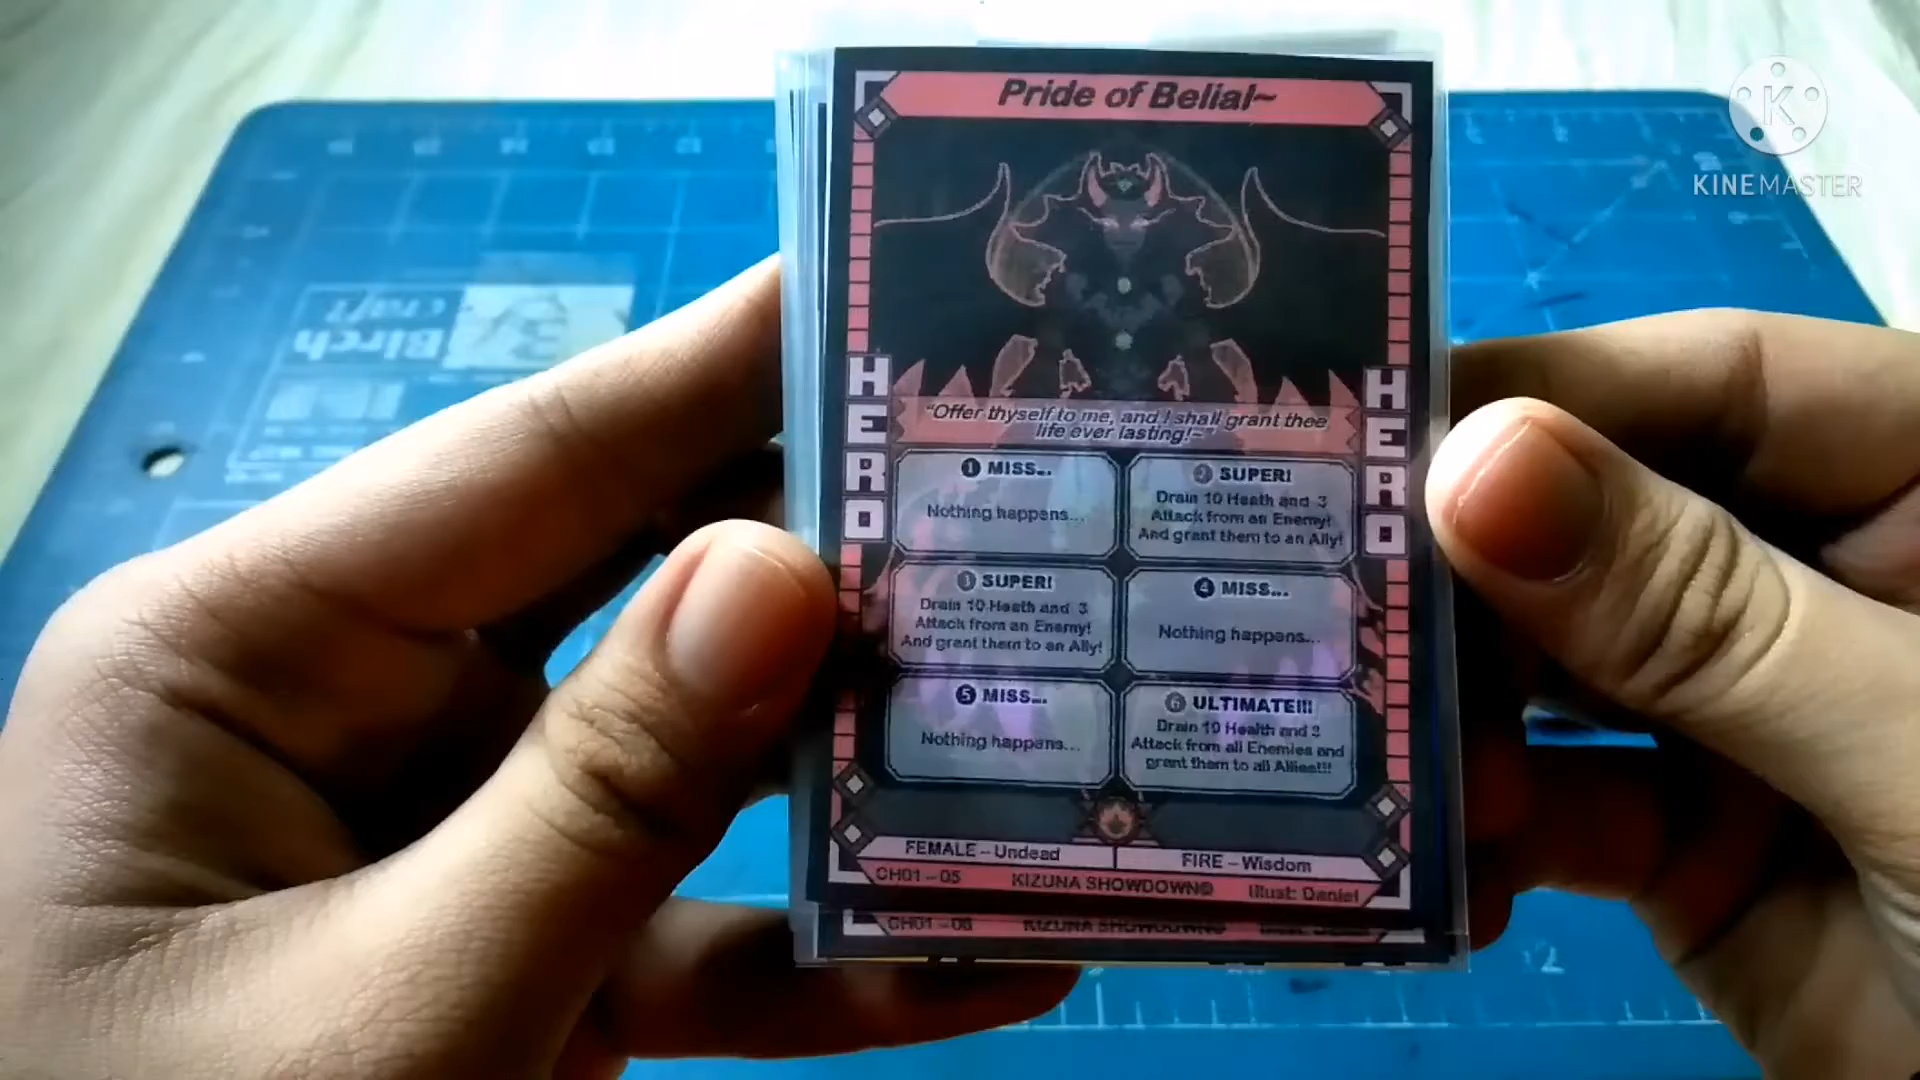 Pride of Belial~
K
KINEMASTER
craft
Birch
HERO
HERO
"Offer thyself to me, and I shall grant thee
life ever lasting!~"
1 MISS...
Nothing happens...
2 SUPER!
Drain 10 Heath and 3
Attack from an Enemy!
And grant them to an Ally!
3 SUPER!
Drain 10 Heath and 3
Attack from an Enemy!
And grant them to an Ally!
4 MISS...
Nothing happens...
5 MISS...
Nothing happens...
6 ULTIMATE!!!
Drain 10 Health and 3
Attack from all Enemies and
grant them to all Allies!!!
FEMALE – Undead
FIRE – Wisdom
CH01 – 05
KIZUNA SHOWDOWN©
Illust: Daniel
CH01 – 06
KIZUNA SHOWDOWN©